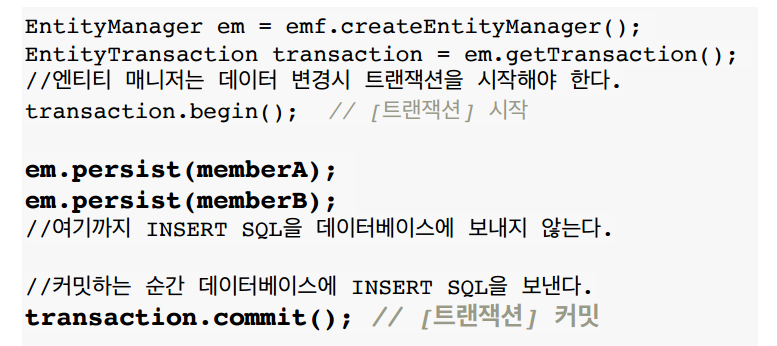 EntityManager em = emf.createEntityManager();
EntityTransaction transaction = em.getTransaction();
//엔티티 매니저는 데이터 변경시 트랜잭션을 시작해야 한다.
transaction.begin();  // [트랜잭션] 시작
em.persist(memberA);
em.persist(memberB);
//여기까지 INSERT SQL을 데이터베이스에 보내지 않는다.
//커밋하는 순간 데이터베이스에 INSERT SQL을 보낸다.
transaction.commit(); // [트랜잭션] 커밋